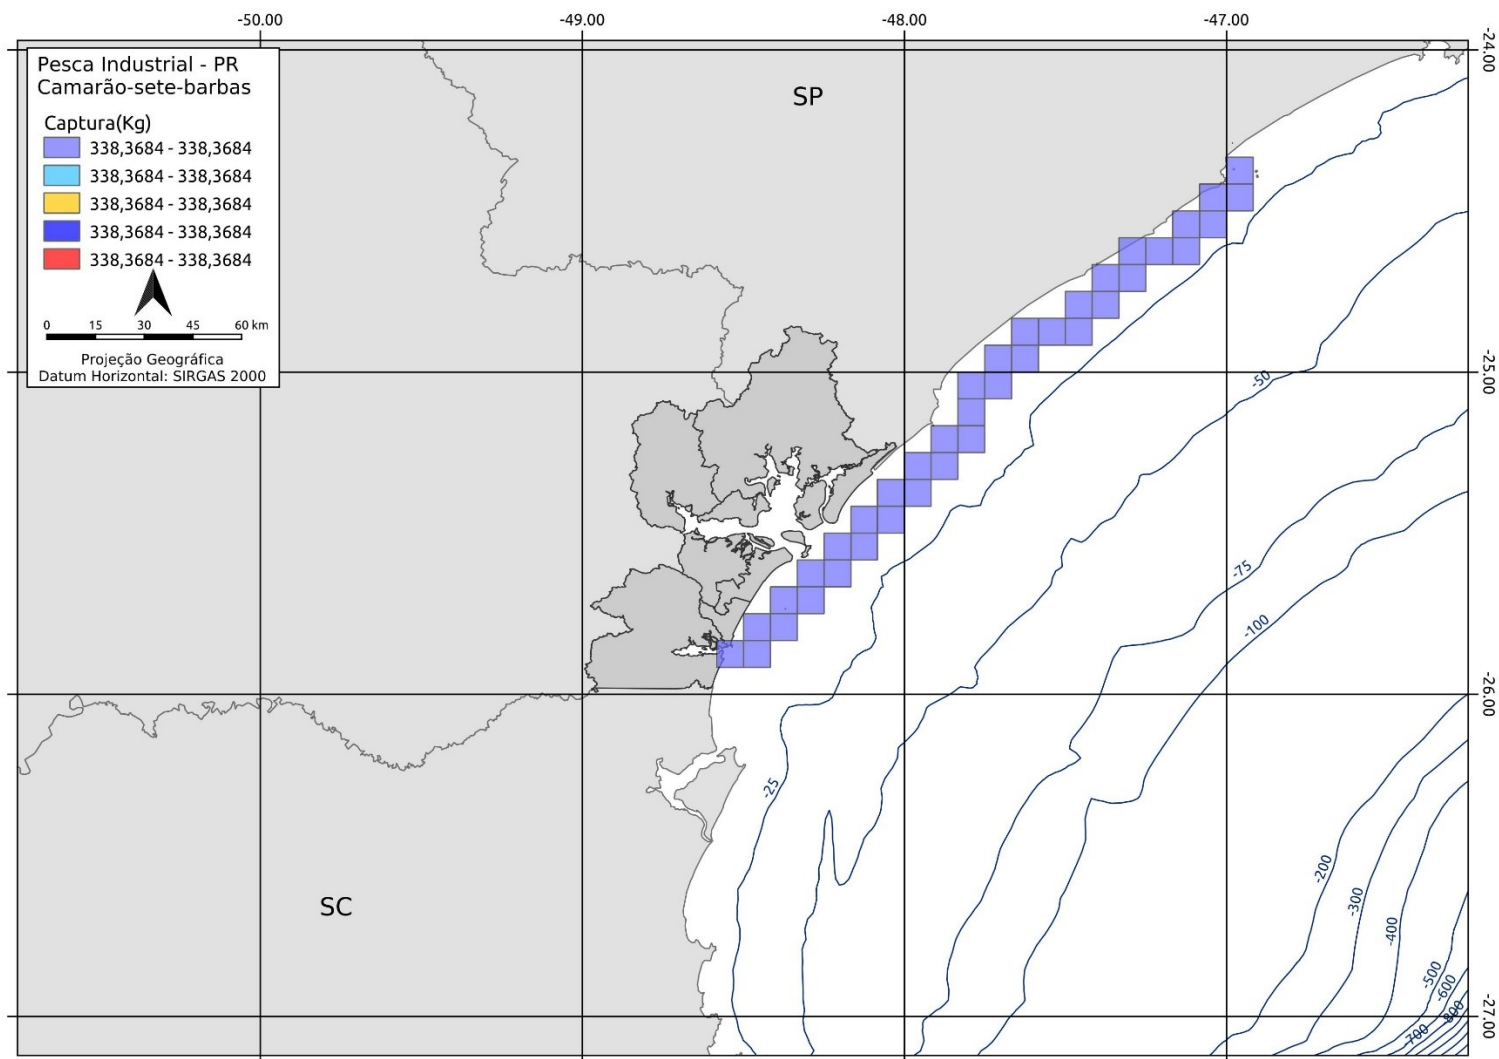 -50.00
-49.00
-48.00
-47.00
-24.00
Pesca Industrial - PR
Camarão-sete-barbas
Captura(Kg)
338,3684 - 338,3684
338,3684 - 338,3684
338,3684 - 338,3684
338,3684 - 338,3684
338,3684 - 338,3684
0 15 30 45 60 km
Projeção Geográfica
Datum Horizontal: SIRGAS 2000
SP
-25.00
-50
-75
-100
-26.00
-25
-200
-300
-400
-500
-600
-800
-700
SC
-27.00